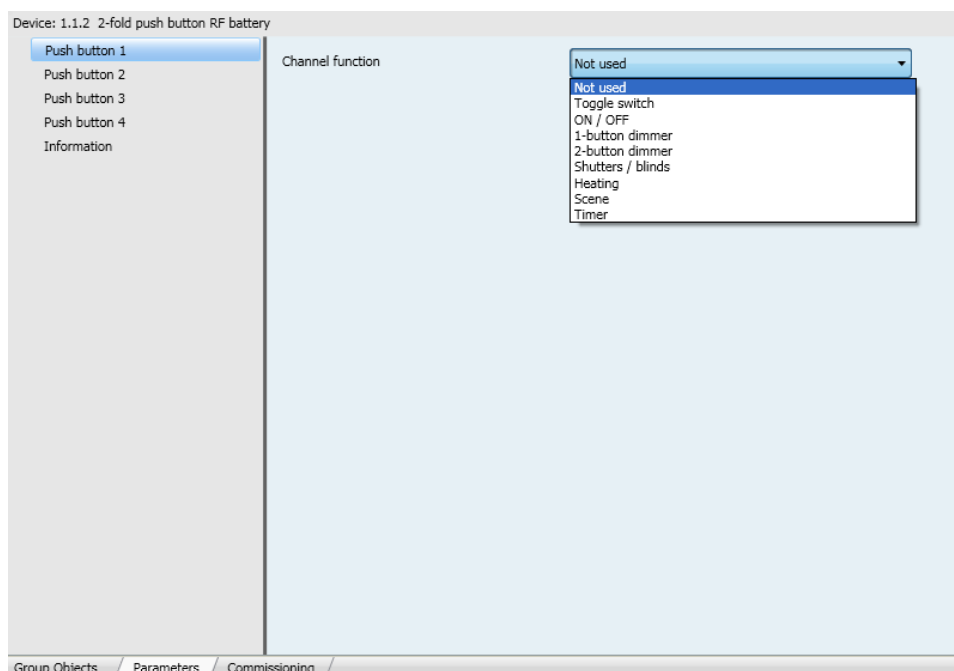 Device: 1.1.2 2-fold push button RF battery
Push button 1
Push button 2
Push button 3
Push button 4
Information
Channel function
Not used
Not used
Toggle switch
ON / OFF
1-button dimmer
2-button dimmer
Shutters / blinds
Heating
Scene
Timer
Group Objects / Parameters / Commissioning /